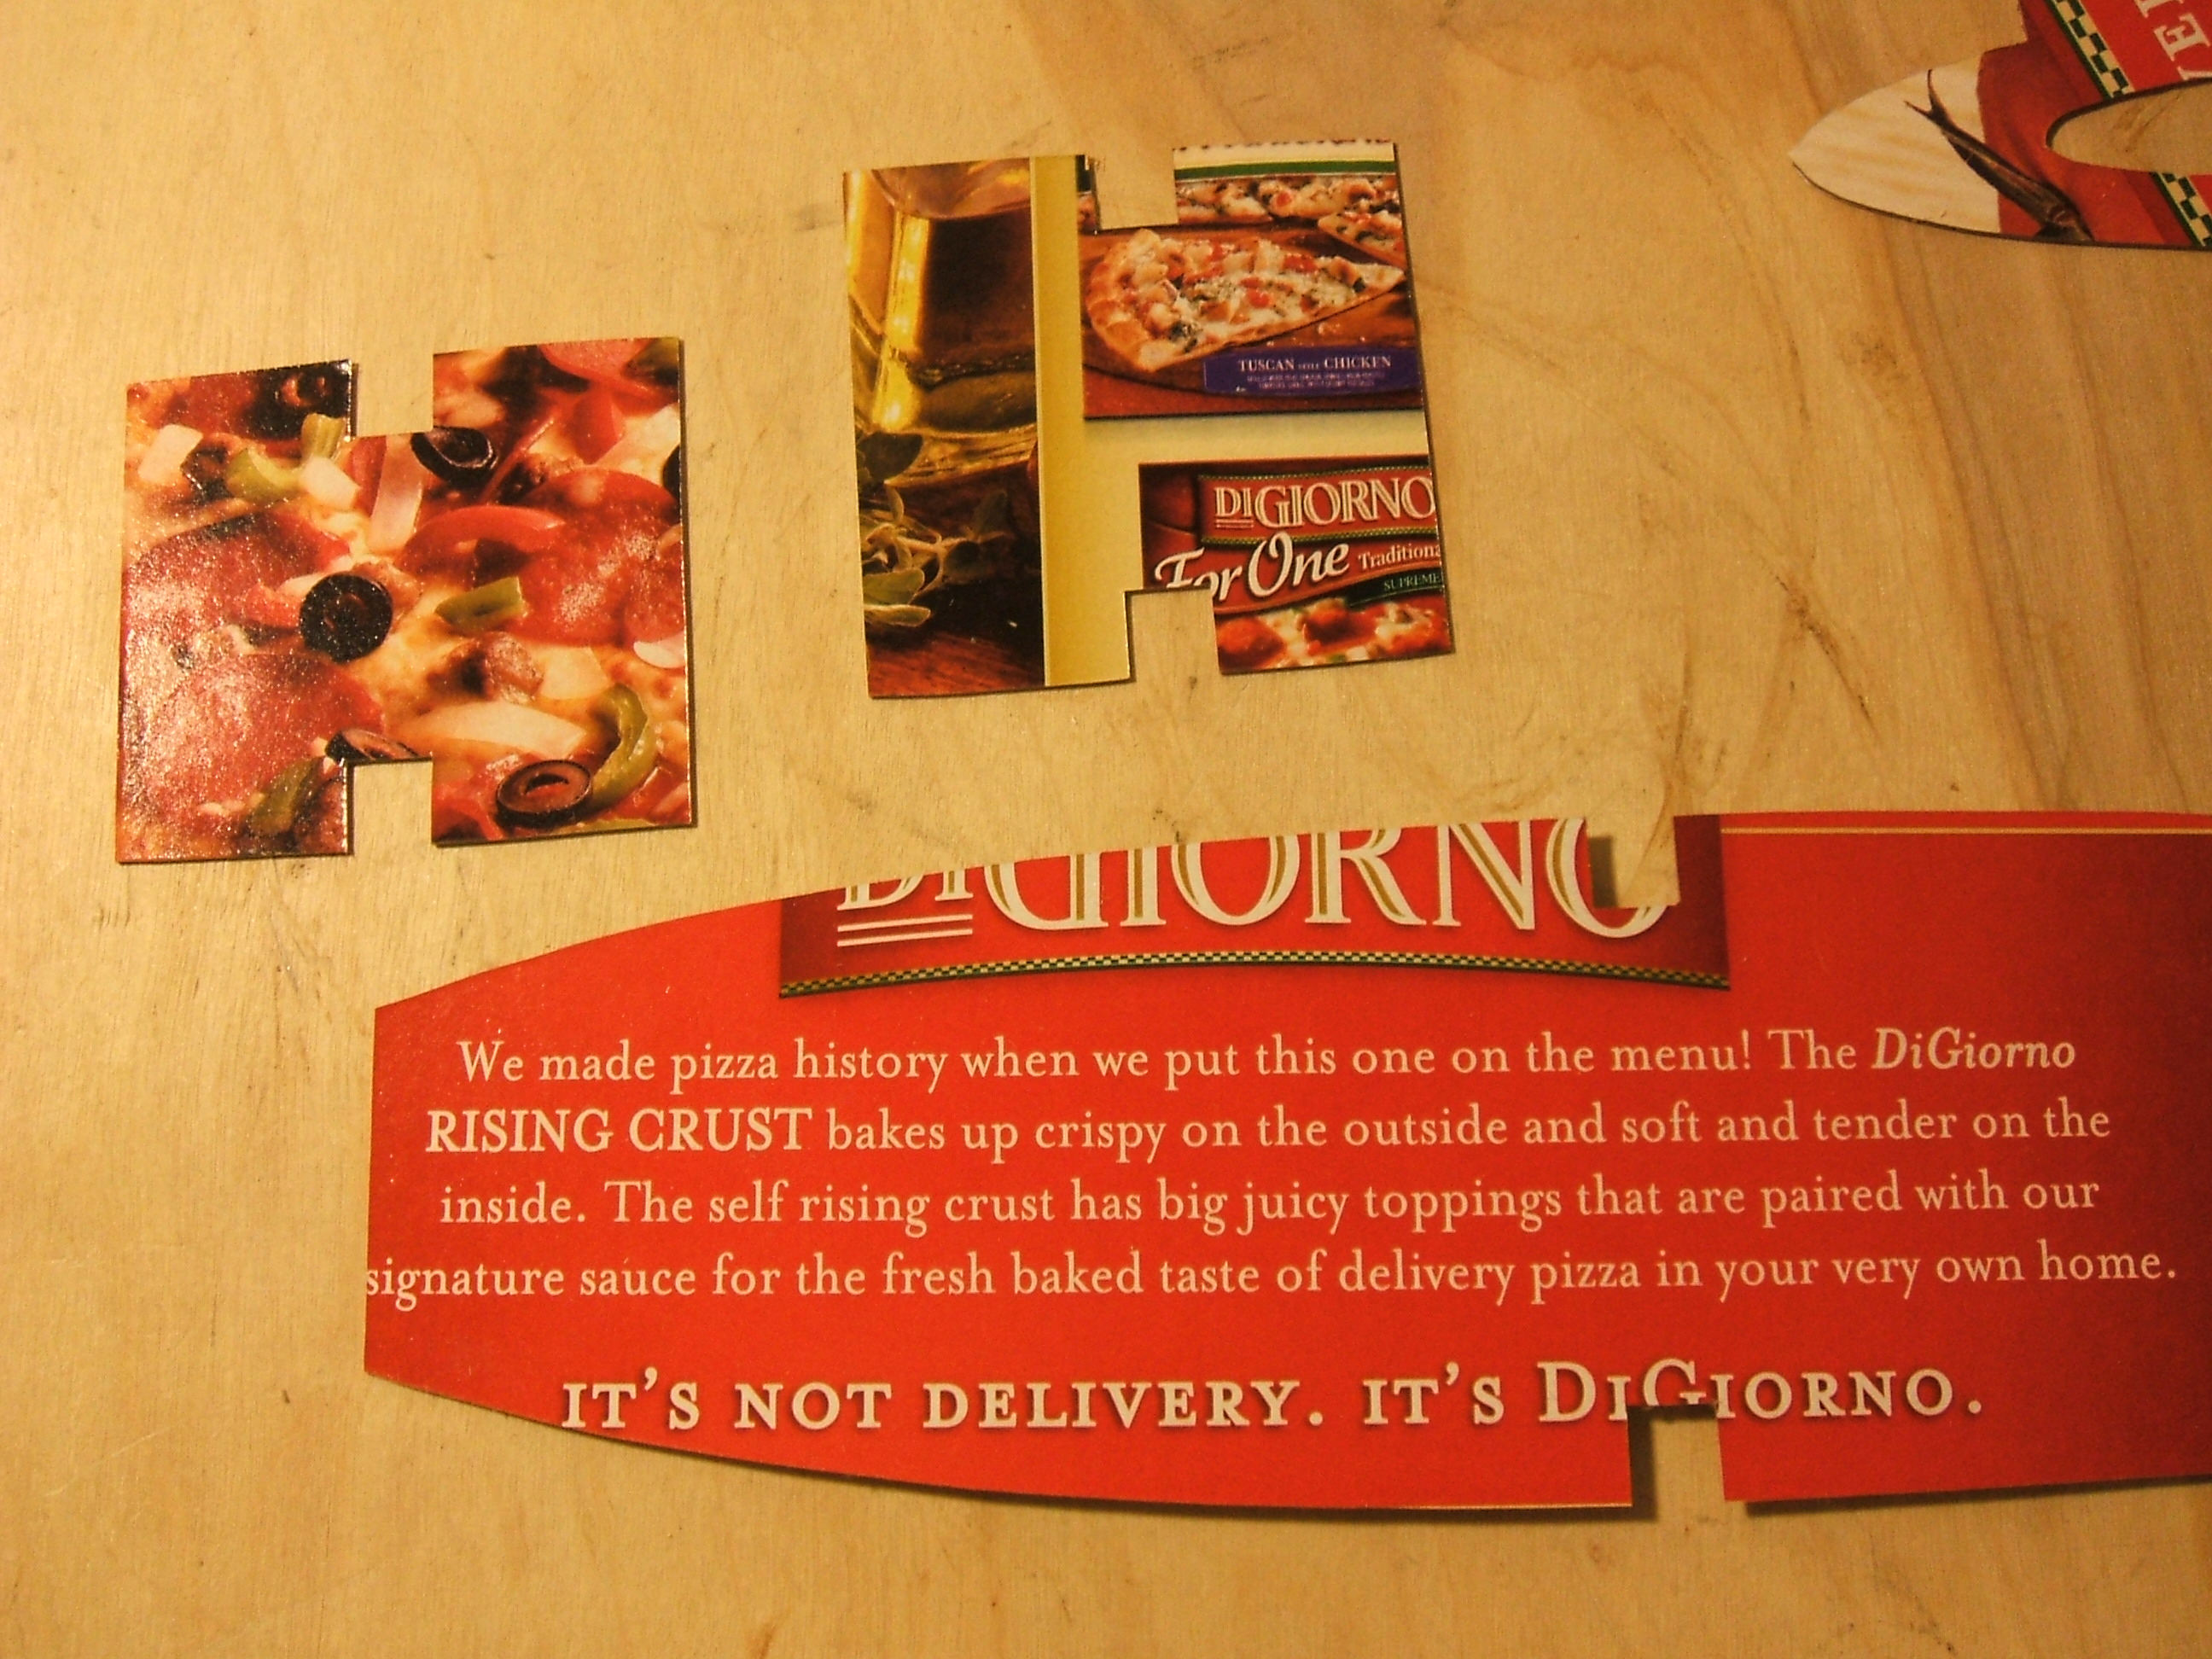 TUSCAN STYLE CHICKEN
DIGIORNO
For One Traditiona
SUPREME
DIGIORNO
We made pizza history when we put this one on the menu! The DiGiorno
RISING CRUST bakes up crispy on the outside and soft and tender on the
inside. The self rising crust has big juicy toppings that are paired with our
signature sauce for the fresh baked taste of delivery pizza in your very own home.
IT'S NOT DELIVERY. IT'S DIGIORNO.